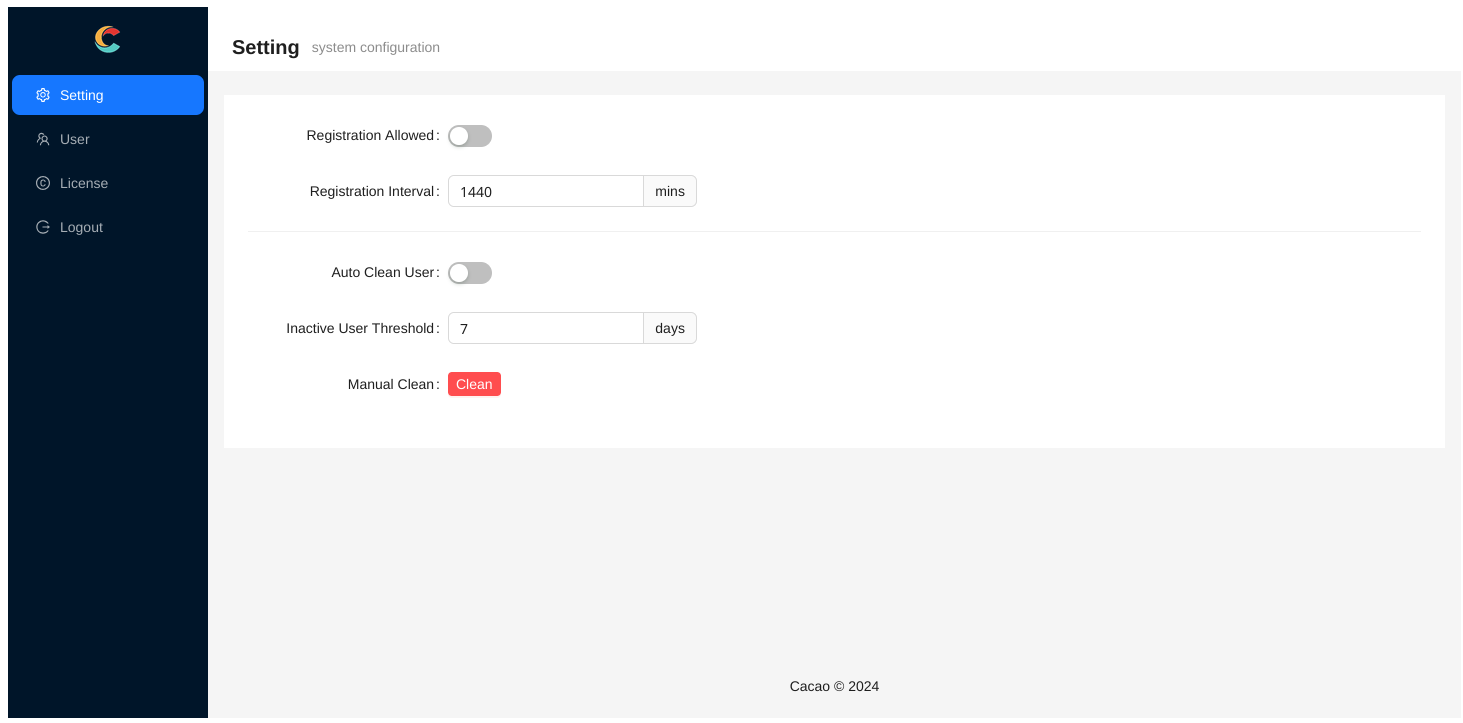 Setting system configuration
Setting
User
License
Logout
Registration Allowed:
Registration Interval: 1440 mins
Auto Clean User:
Inactive User Threshold: 7 days
Manual Clean: Clean
Cacao © 2024